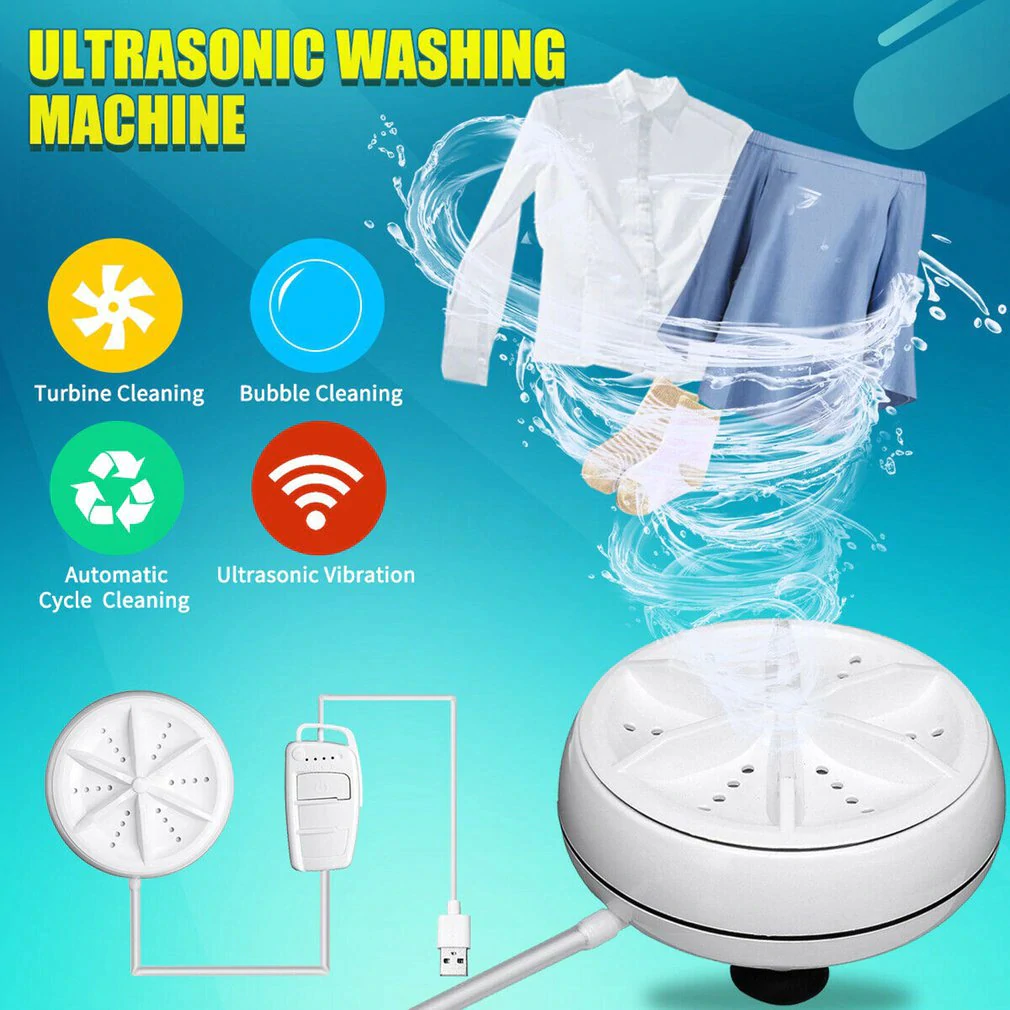 ULTRASONIC WASHING
MACHINE
Turbine Cleaning
Bubble Cleaning
Automatic
Cycle Cleaning
Ultrasonic Vibration